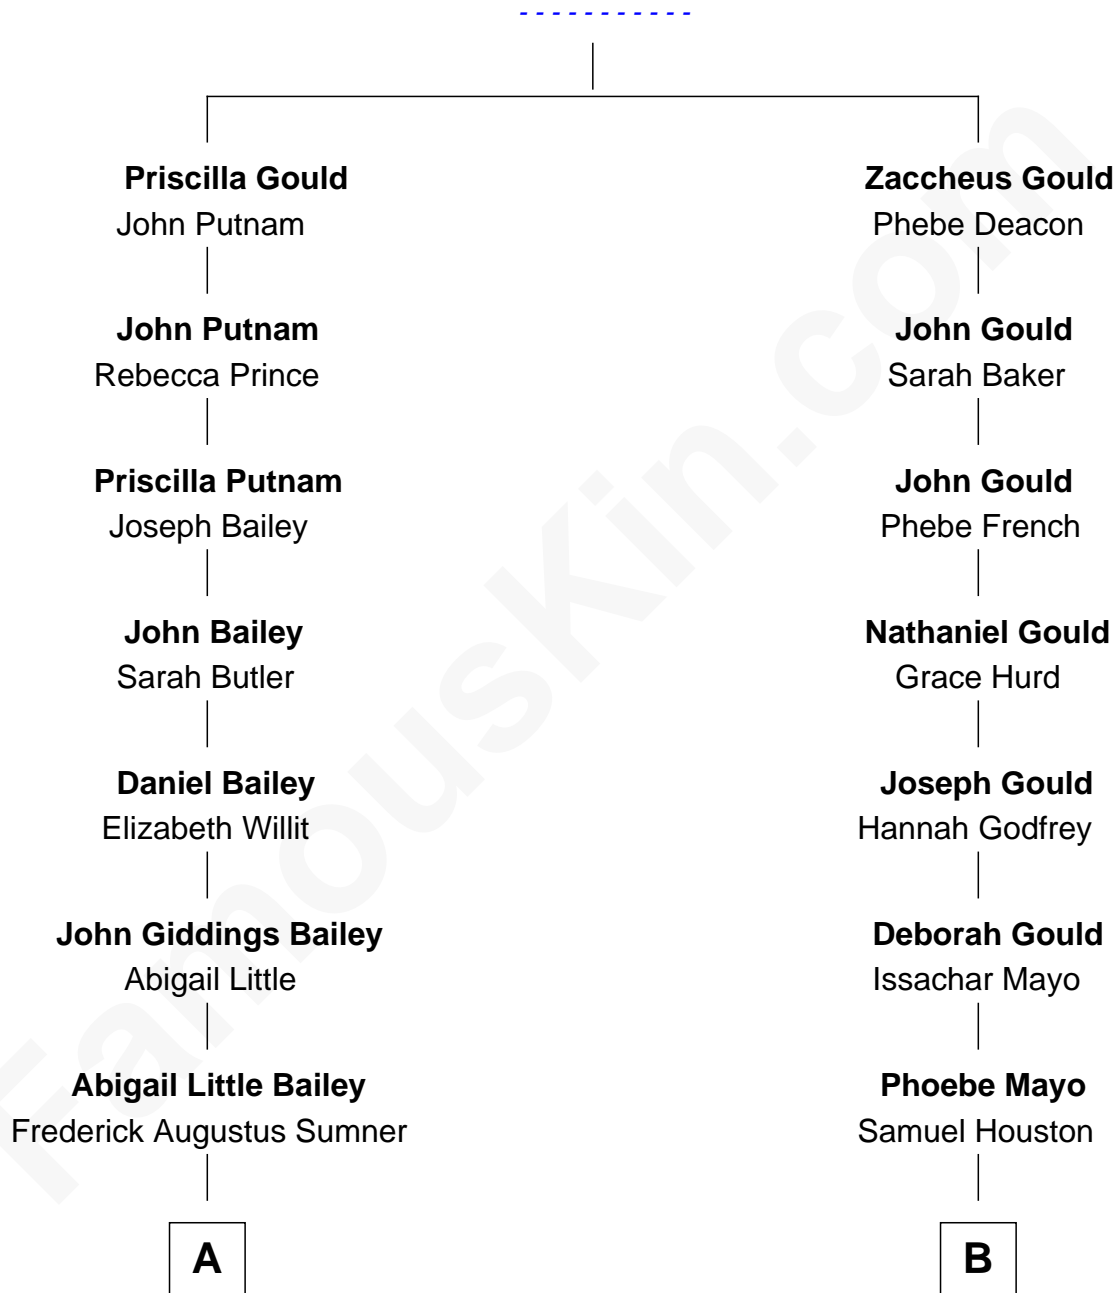 - - - - - - - - - - -
Priscilla Gould
John Putnam
Zaccheus Gould
Phebe Deacon
John Putnam
Rebecca Prince
John Gould
Sarah Baker
Priscilla Putnam
Joseph Bailey
John Gould
Phebe French
John Bailey
Sarah Butler
Nathaniel Gould
Grace Hurd
Daniel Bailey
Elizabeth Willit
Joseph Gould
Hannah Godfrey
John Giddings Bailey
Abigail Little
Deborah Gould
Issachar Mayo
Abigail Little Bailey
Frederick Augustus Sumner
Phoebe Mayo
Samuel Houston
A
B
FamousKin.com